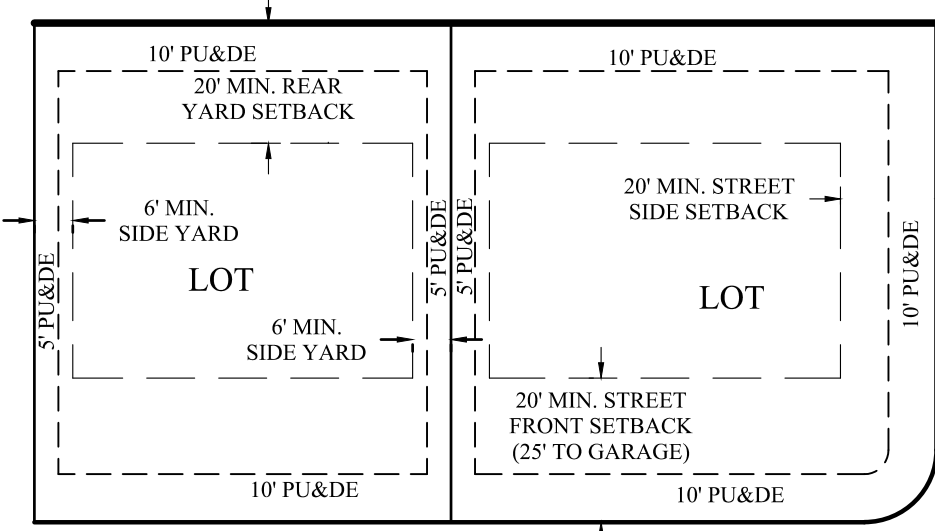 10' PU&DE
10' PU&DE
20' MIN. REAR
YARD SETBACK
20' MIN. STREET
SIDE SETBACK
6' MIN.
SIDE YARD
5' PU&DE
5' PU&DE
10' PU&DE
LOT
LOT
5' PU&DE
6' MIN.
SIDE YARD
20' MIN. STREET
FRONT SETBACK
(25' TO GARAGE)
10' PU&DE
10' PU&DE